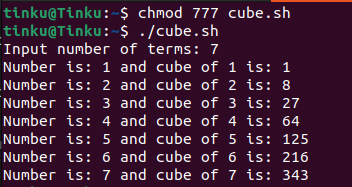 tinku@Tinku:~$ chmod 777 cube.sh
tinku@Tinku:~$ ./cube.sh
Input number of terms: 7
Number is: 1 and cube of 1 is: 1
Number is: 2 and cube of 2 is: 8
Number is: 3 and cube of 3 is: 27
Number is: 4 and cube of 4 is: 64
Number is: 5 and cube of 5 is: 125
Number is: 6 and cube of 6 is: 216
Number is: 7 and cube of 7 is: 343